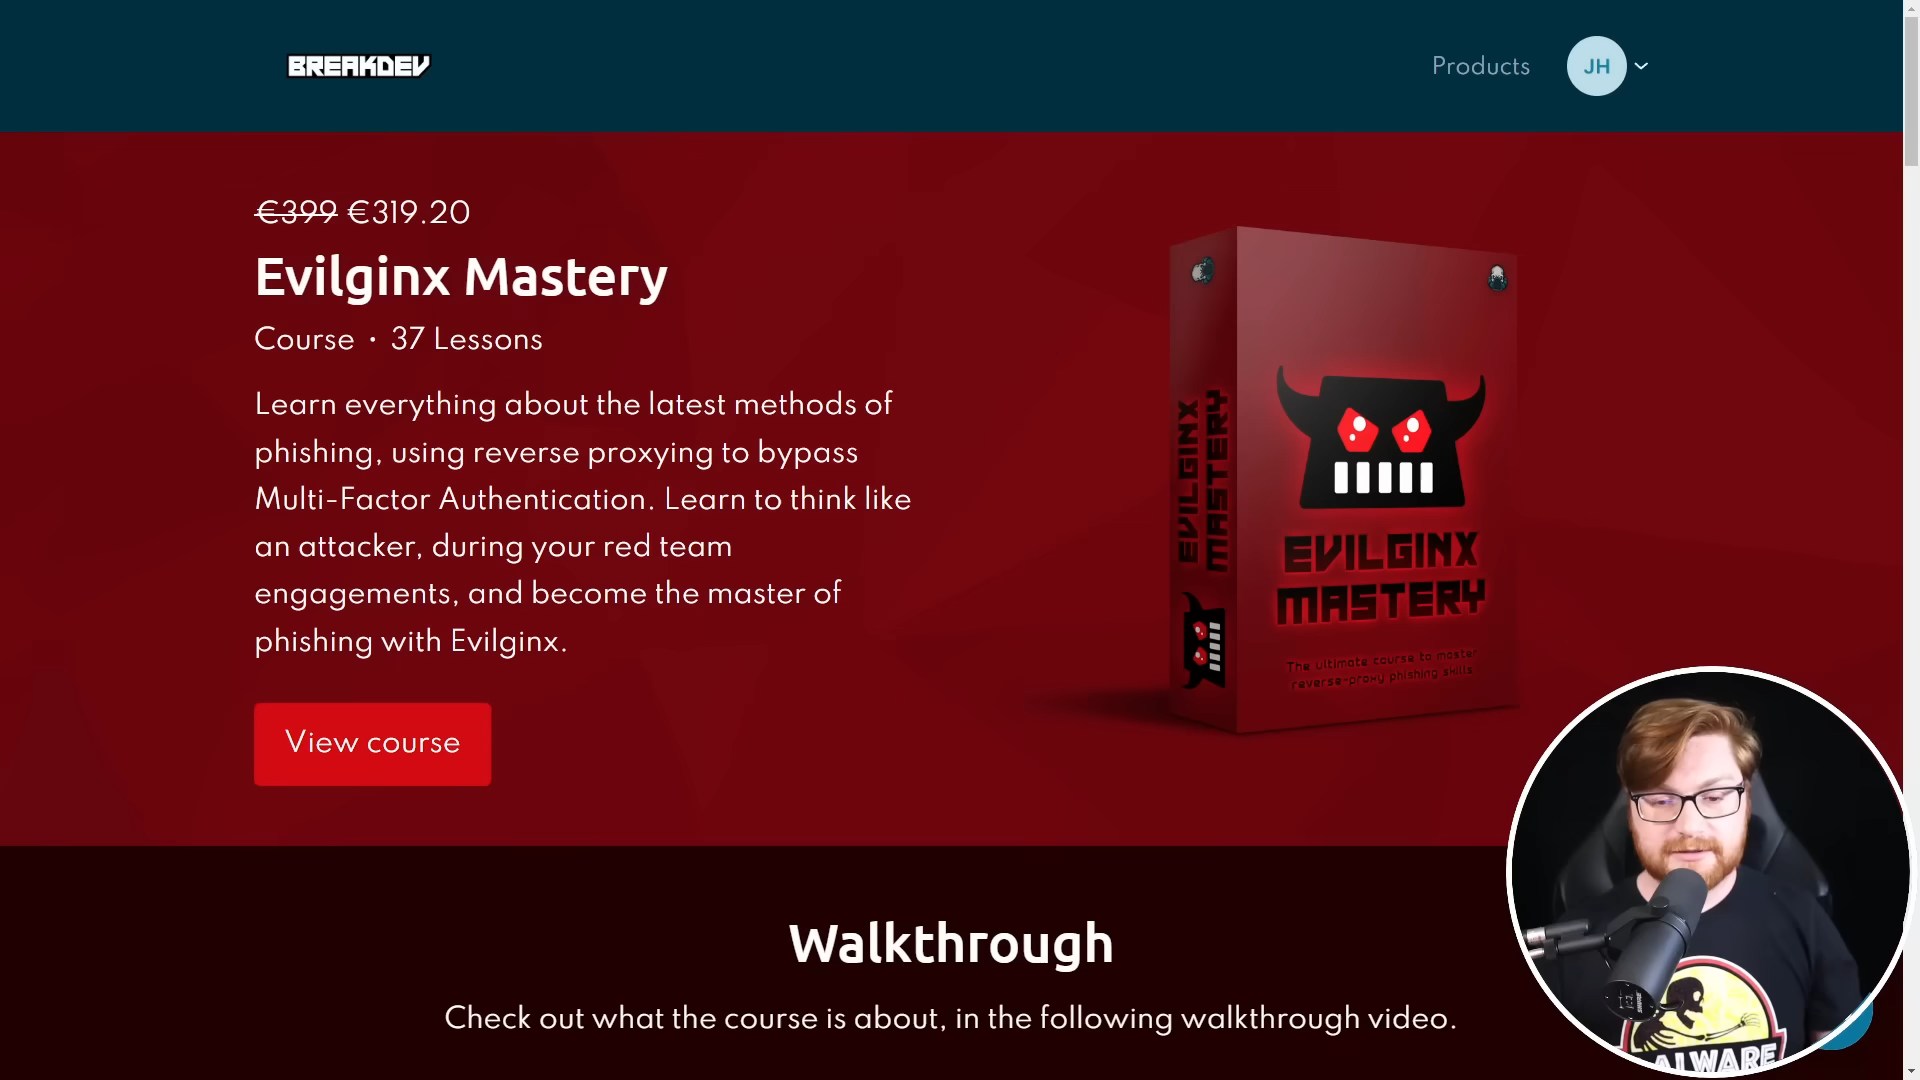 BREAKDEV
Products
JH
€399 €319.20
Evilginx Mastery
Course • 37 Lessons
Learn everything about the latest methods of
phishing, using reverse proxying to bypass
Multi-Factor Authentication. Learn to think like
an attacker, during your red team
engagements, and become the master of
phishing with Evilginx.
View course
EVILGINX
MASTERY
EVILGINX
MASTERY
The ultimate course to master
reverse-proxy phishing skills
Walkthrough
Check out what the course is about, in the following walkthrough video.